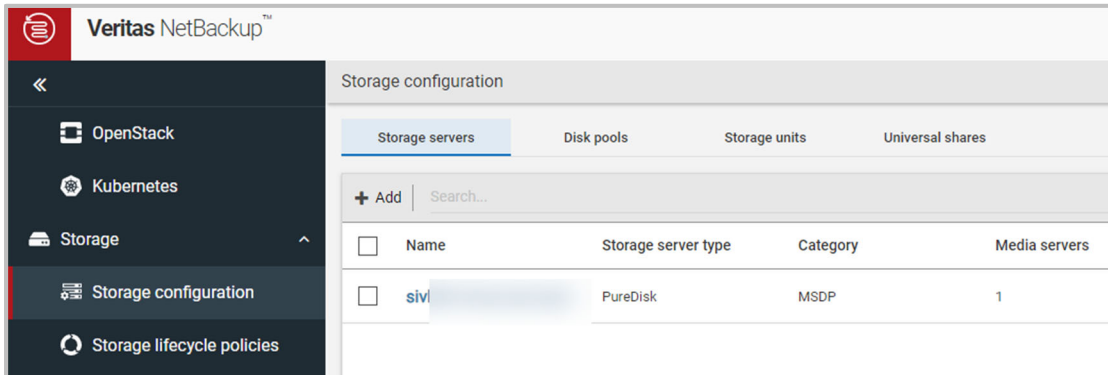 Veritas NetBackup™
Storage configuration
OpenStack
Kubernetes
Storage
Storage configuration
Storage lifecycle policies
Storage servers Disk pools Storage units Universal shares
+ Add Search...
Name Storage server type Category Media servers
PureDisk MSDP 1